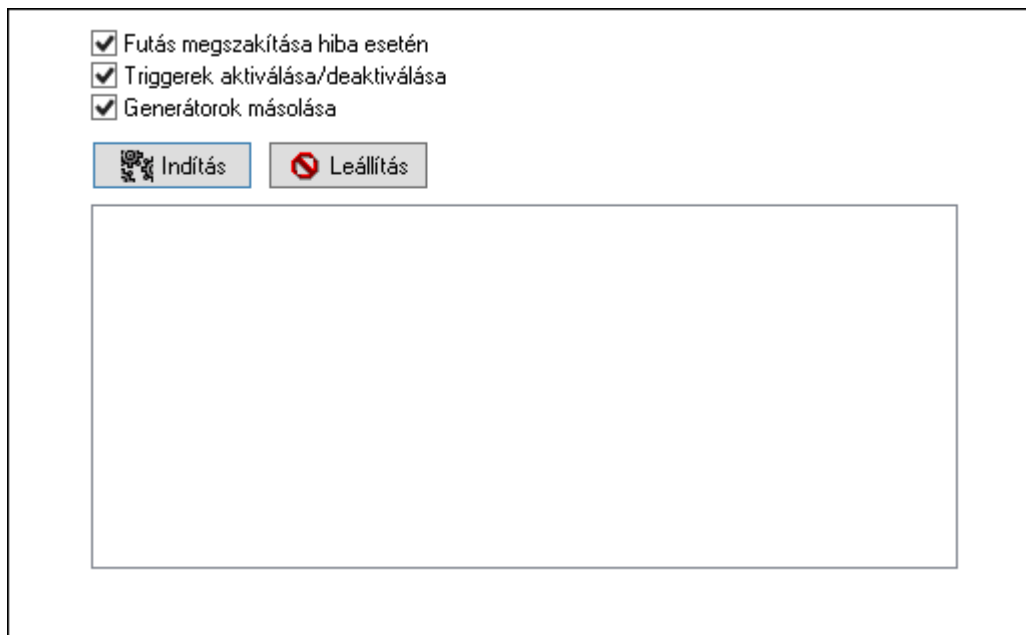 Futás megszakítása hiba esetén
Triggerek aktiválása/deaktiválása
Generátorok másolása
Indítás Leállítás